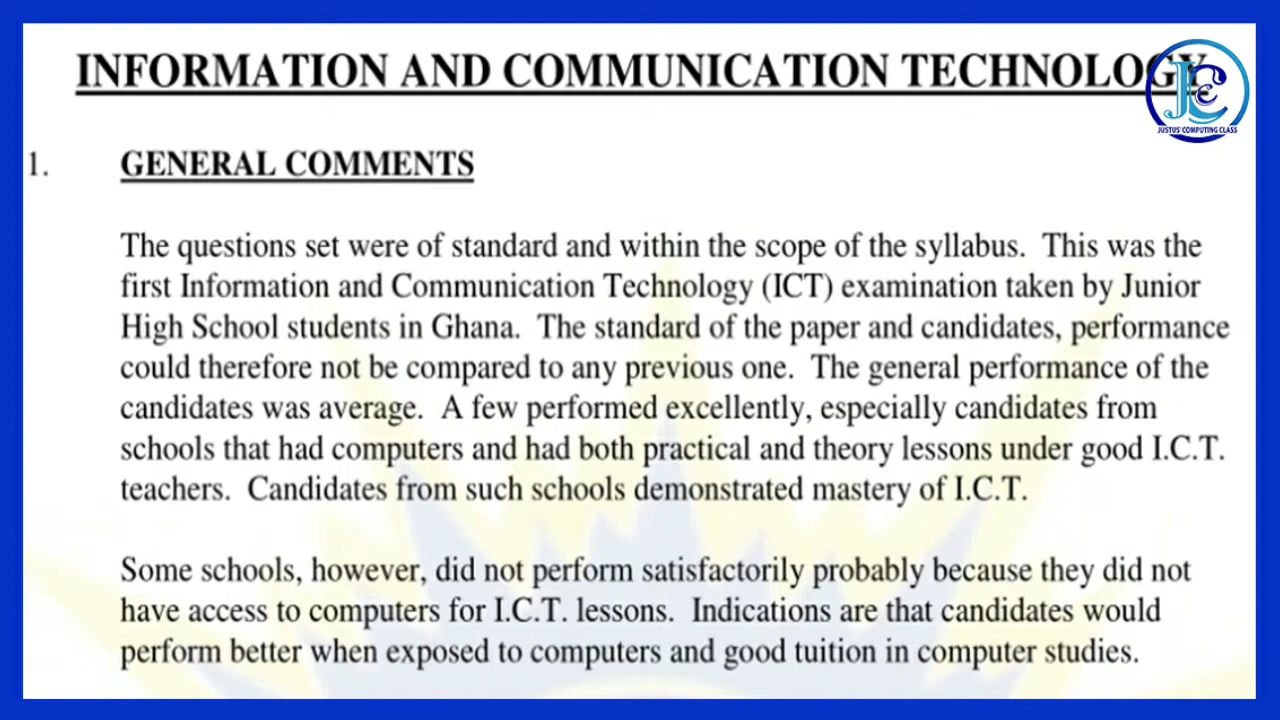 INFORMATION AND COMMUNICATION TECHNOLOGY
JCC
JUSTUS' COMPUTING CLASS
1. GENERAL COMMENTS
The questions set were of standard and within the scope of the syllabus. This was the
first Information and Communication Technology (ICT) examination taken by Junior
High School students in Ghana. The standard of the paper and candidates, performance
could therefore not be compared to any previous one. The general performance of the
candidates was average. A few performed excellently, especially candidates from
schools that had computers and had both practical and theory lessons under good I.C.T.
teachers. Candidates from such schools demonstrated mastery of I.C.T.
Some schools, however, did not perform satisfactorily probably because they did not
have access to computers for I.C.T. lessons. Indications are that candidates would
perform better when exposed to computers and good tuition in computer studies.